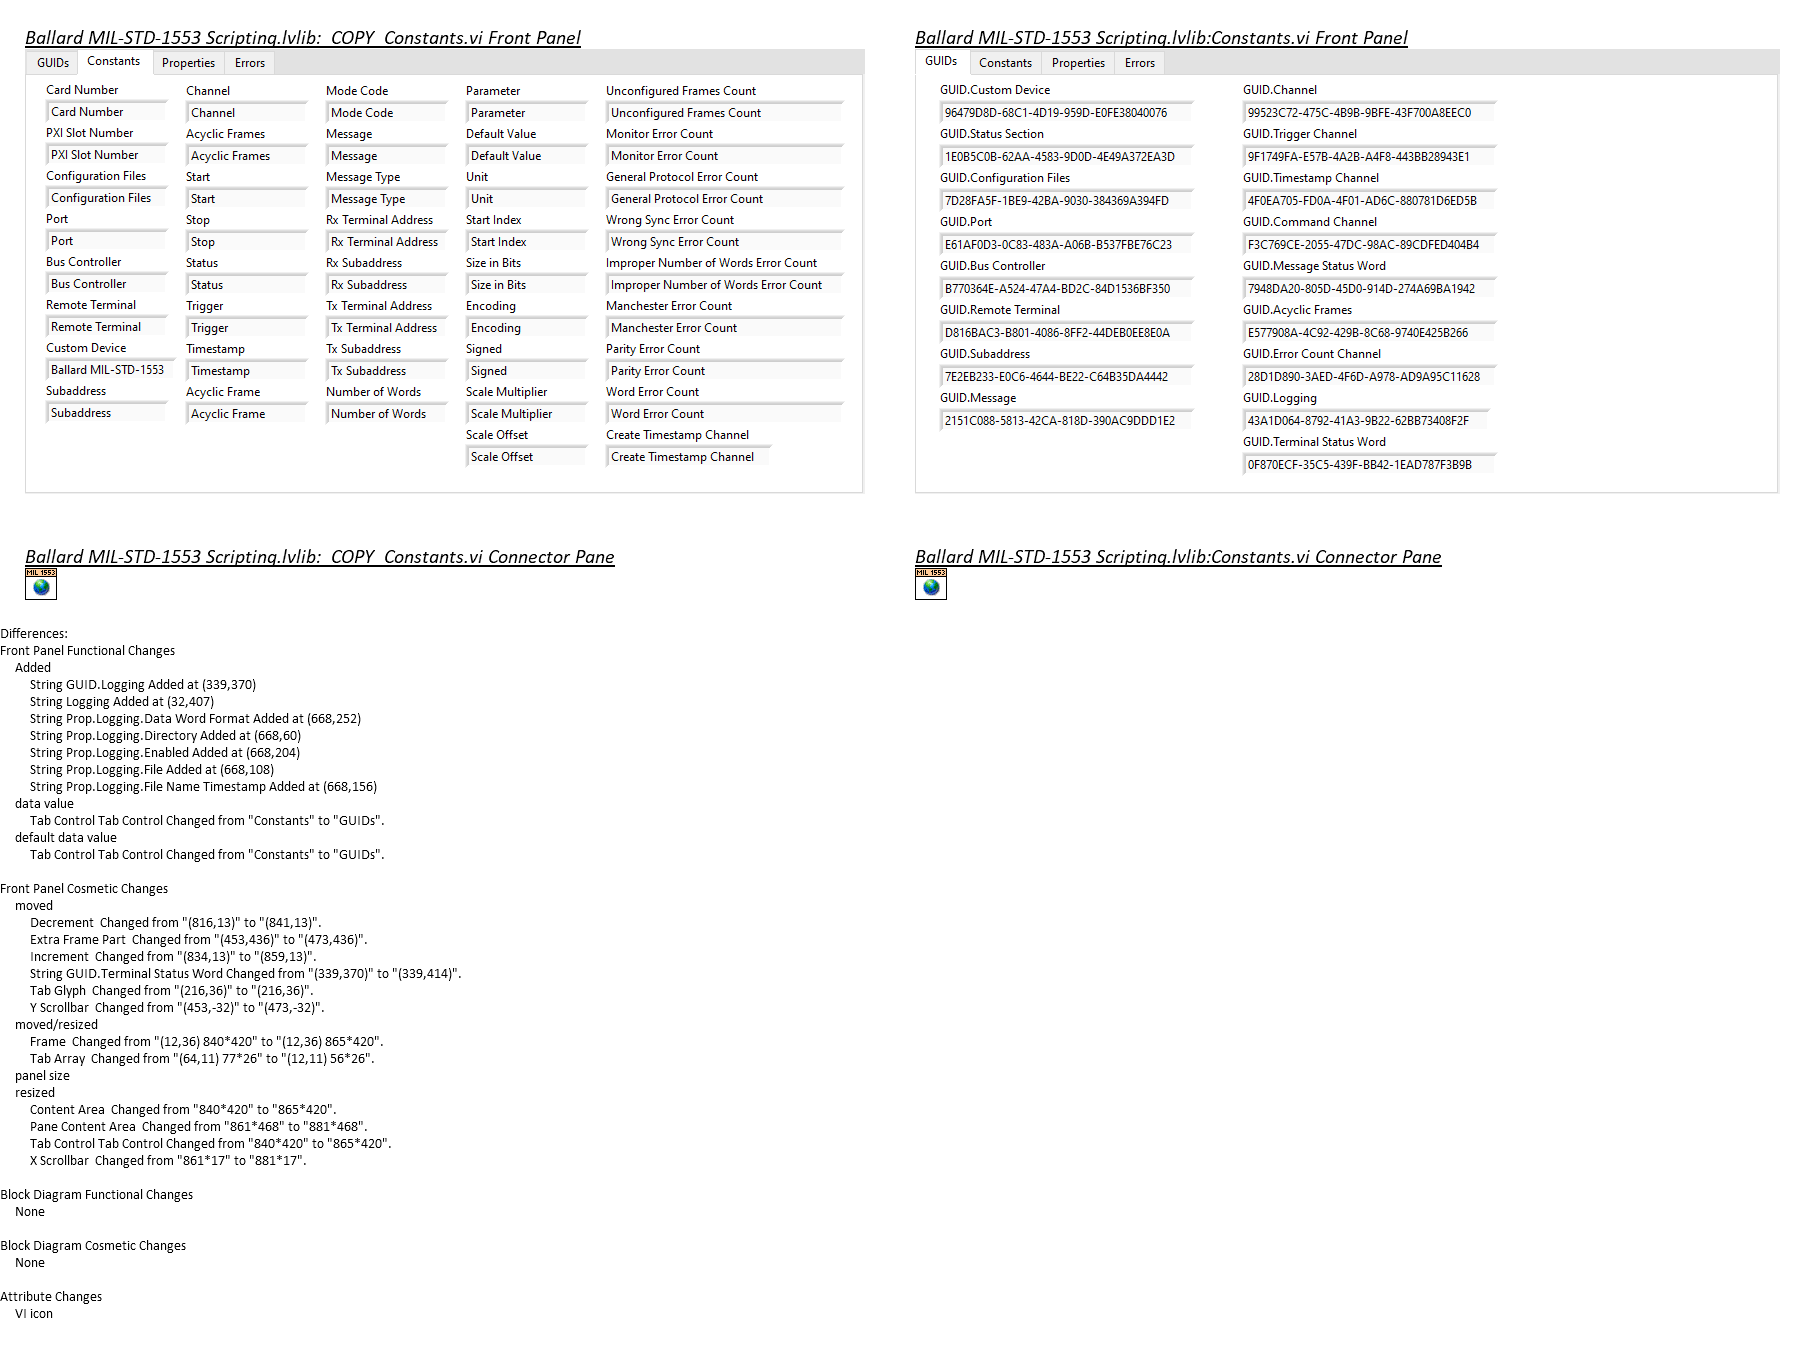 Ballard MIL-STD-1553 Scripting.lvlib:_COPY_Constants.vi Front Panel
GUIDs Constants Properties Errors
Card Number
Card Number
PXI Slot Number
PXI Slot Number
Configuration Files
Configuration Files
Port
Port
Bus Controller
Bus Controller
Remote Terminal
Remote Terminal
Custom Device
Ballard MIL-STD-1553
Subaddress
Subaddress
Channel
Channel
Acyclic Frames
Acyclic Frames
Start
Start
Stop
Stop
Status
Status
Trigger
Trigger
Timestamp
Timestamp
Acyclic Frame
Acyclic Frame
Mode Code
Mode Code
Message
Message
Message Type
Message Type
Rx Terminal Address
Rx Terminal Address
Rx Subaddress
Rx Subaddress
Tx Terminal Address
Tx Terminal Address
Tx Subaddress
Tx Subaddress
Number of Words
Number of Words
Parameter
Parameter
Default Value
Default Value
Unit
Unit
Start Index
Start Index
Size in Bits
Size in Bits
Encoding
Encoding
Signed
Signed
Scale Multiplier
Scale Multiplier
Scale Offset
Scale Offset
Unconfigured Frames Count
Unconfigured Frames Count
Monitor Error Count
Monitor Error Count
General Protocol Error Count
General Protocol Error Count
Wrong Sync Error Count
Wrong Sync Error Count
Improper Number of Words Error Count
Improper Number of Words Error Count
Manchester Error Count
Manchester Error Count
Parity Error Count
Parity Error Count
Word Error Count
Word Error Count
Create Timestamp Channel
Create Timestamp Channel
Ballard MIL-STD-1553 Scripting.lvlib:Constants.vi Front Panel
GUIDs Constants Properties Errors
GUID.Custom Device
96479D8D-68C1-4D19-959D-E0FE38040076
GUID.Status Section
1E0B5C0B-62AA-4583-9D0D-4E49A372EA3D
GUID.Configuration Files
7D28FA5F-1BE9-42BA-9030-384369A394FD
GUID.Port
E61AF0D3-0C83-483A-A06B-B537FBE76C23
GUID.Bus Controller
B770364E-A524-47A4-BD2C-84D1536BF350
GUID.Remote Terminal
D816BAC3-B801-4086-8FF2-44DEB0EE8E0A
GUID.Subaddress
7E2EB233-E0C6-4644-BE22-C64B35DA4442
GUID.Message
2151C088-5813-42CA-818D-390AC9DDD1E2
GUID.Channel
99523C72-475C-4B9B-9BFE-43F700A8EEC0
GUID.Trigger Channel
9F1749FA-E57B-4A2B-A4F8-443BB28943E1
GUID.Timestamp Channel
4F0EA705-FD0A-4F01-AD6C-880781D6ED5B
GUID.Command Channel
F3C769CE-2055-47DC-98AC-89CDFED404B4
GUID.Message Status Word
7948DA20-805D-45D0-914D-274A69BA1942
GUID.Acyclic Frames
E577908A-4C92-429B-8C68-9740E425B266
GUID.Error Count Channel
28D1D890-3AED-4F6D-A978-AD9A95C11628
GUID.Logging
43A1D064-8792-41A3-9B22-62BB73408F2F
GUID.Terminal Status Word
0F870ECF-35C5-439F-BB42-1EAD787F3B9B
Ballard MIL-STD-1553 Scripting.lvlib:_COPY_Constants.vi Connector Pane
MIL 1553
Ballard MIL-STD-1553 Scripting.lvlib:Constants.vi Connector Pane
MIL 1553
Differences:
Front Panel Functional Changes
Added
String GUID.Logging Added at (339,370)
String Logging Added at (32,407)
String Prop.Logging.Data Word Format Added at (668,252)
String Prop.Logging.Directory Added at (668,60)
String Prop.Logging.Enabled Added at (668,204)
String Prop.Logging.File Added at (668,108)
String Prop.Logging.File Name Timestamp Added at (668,156)
data value
Tab Control Tab Control Changed from "Constants" to "GUIDs".
default data value
Tab Control Tab Control Changed from "Constants" to "GUIDs".
Front Panel Cosmetic Changes
moved
Decrement  Changed from "(816,13)" to "(841,13)".
Extra Frame Part  Changed from "(453,436)" to "(473,436)".
Increment  Changed from "(834,13)" to "(859,13)".
String GUID.Terminal Status Word Changed from "(339,370)" to "(339,414)".
Tab Glyph  Changed from "(216,36)" to "(216,36)".
Y Scrollbar  Changed from "(453,-32)" to "(473,-32)".
moved/resized
Frame  Changed from "(12,36) 840*420" to "(12,36) 865*420".
Tab Array  Changed from "(64,11) 77*26" to "(12,11) 56*26".
panel size
resized
Content Area  Changed from "840*420" to "865*420".
Pane Content Area  Changed from "861*468" to "881*468".
Tab Control Tab Control Changed from "840*420" to "865*420".
X Scrollbar  Changed from "861*17" to "881*17".
Block Diagram Functional Changes
None
Block Diagram Cosmetic Changes
None
Attribute Changes
VI icon